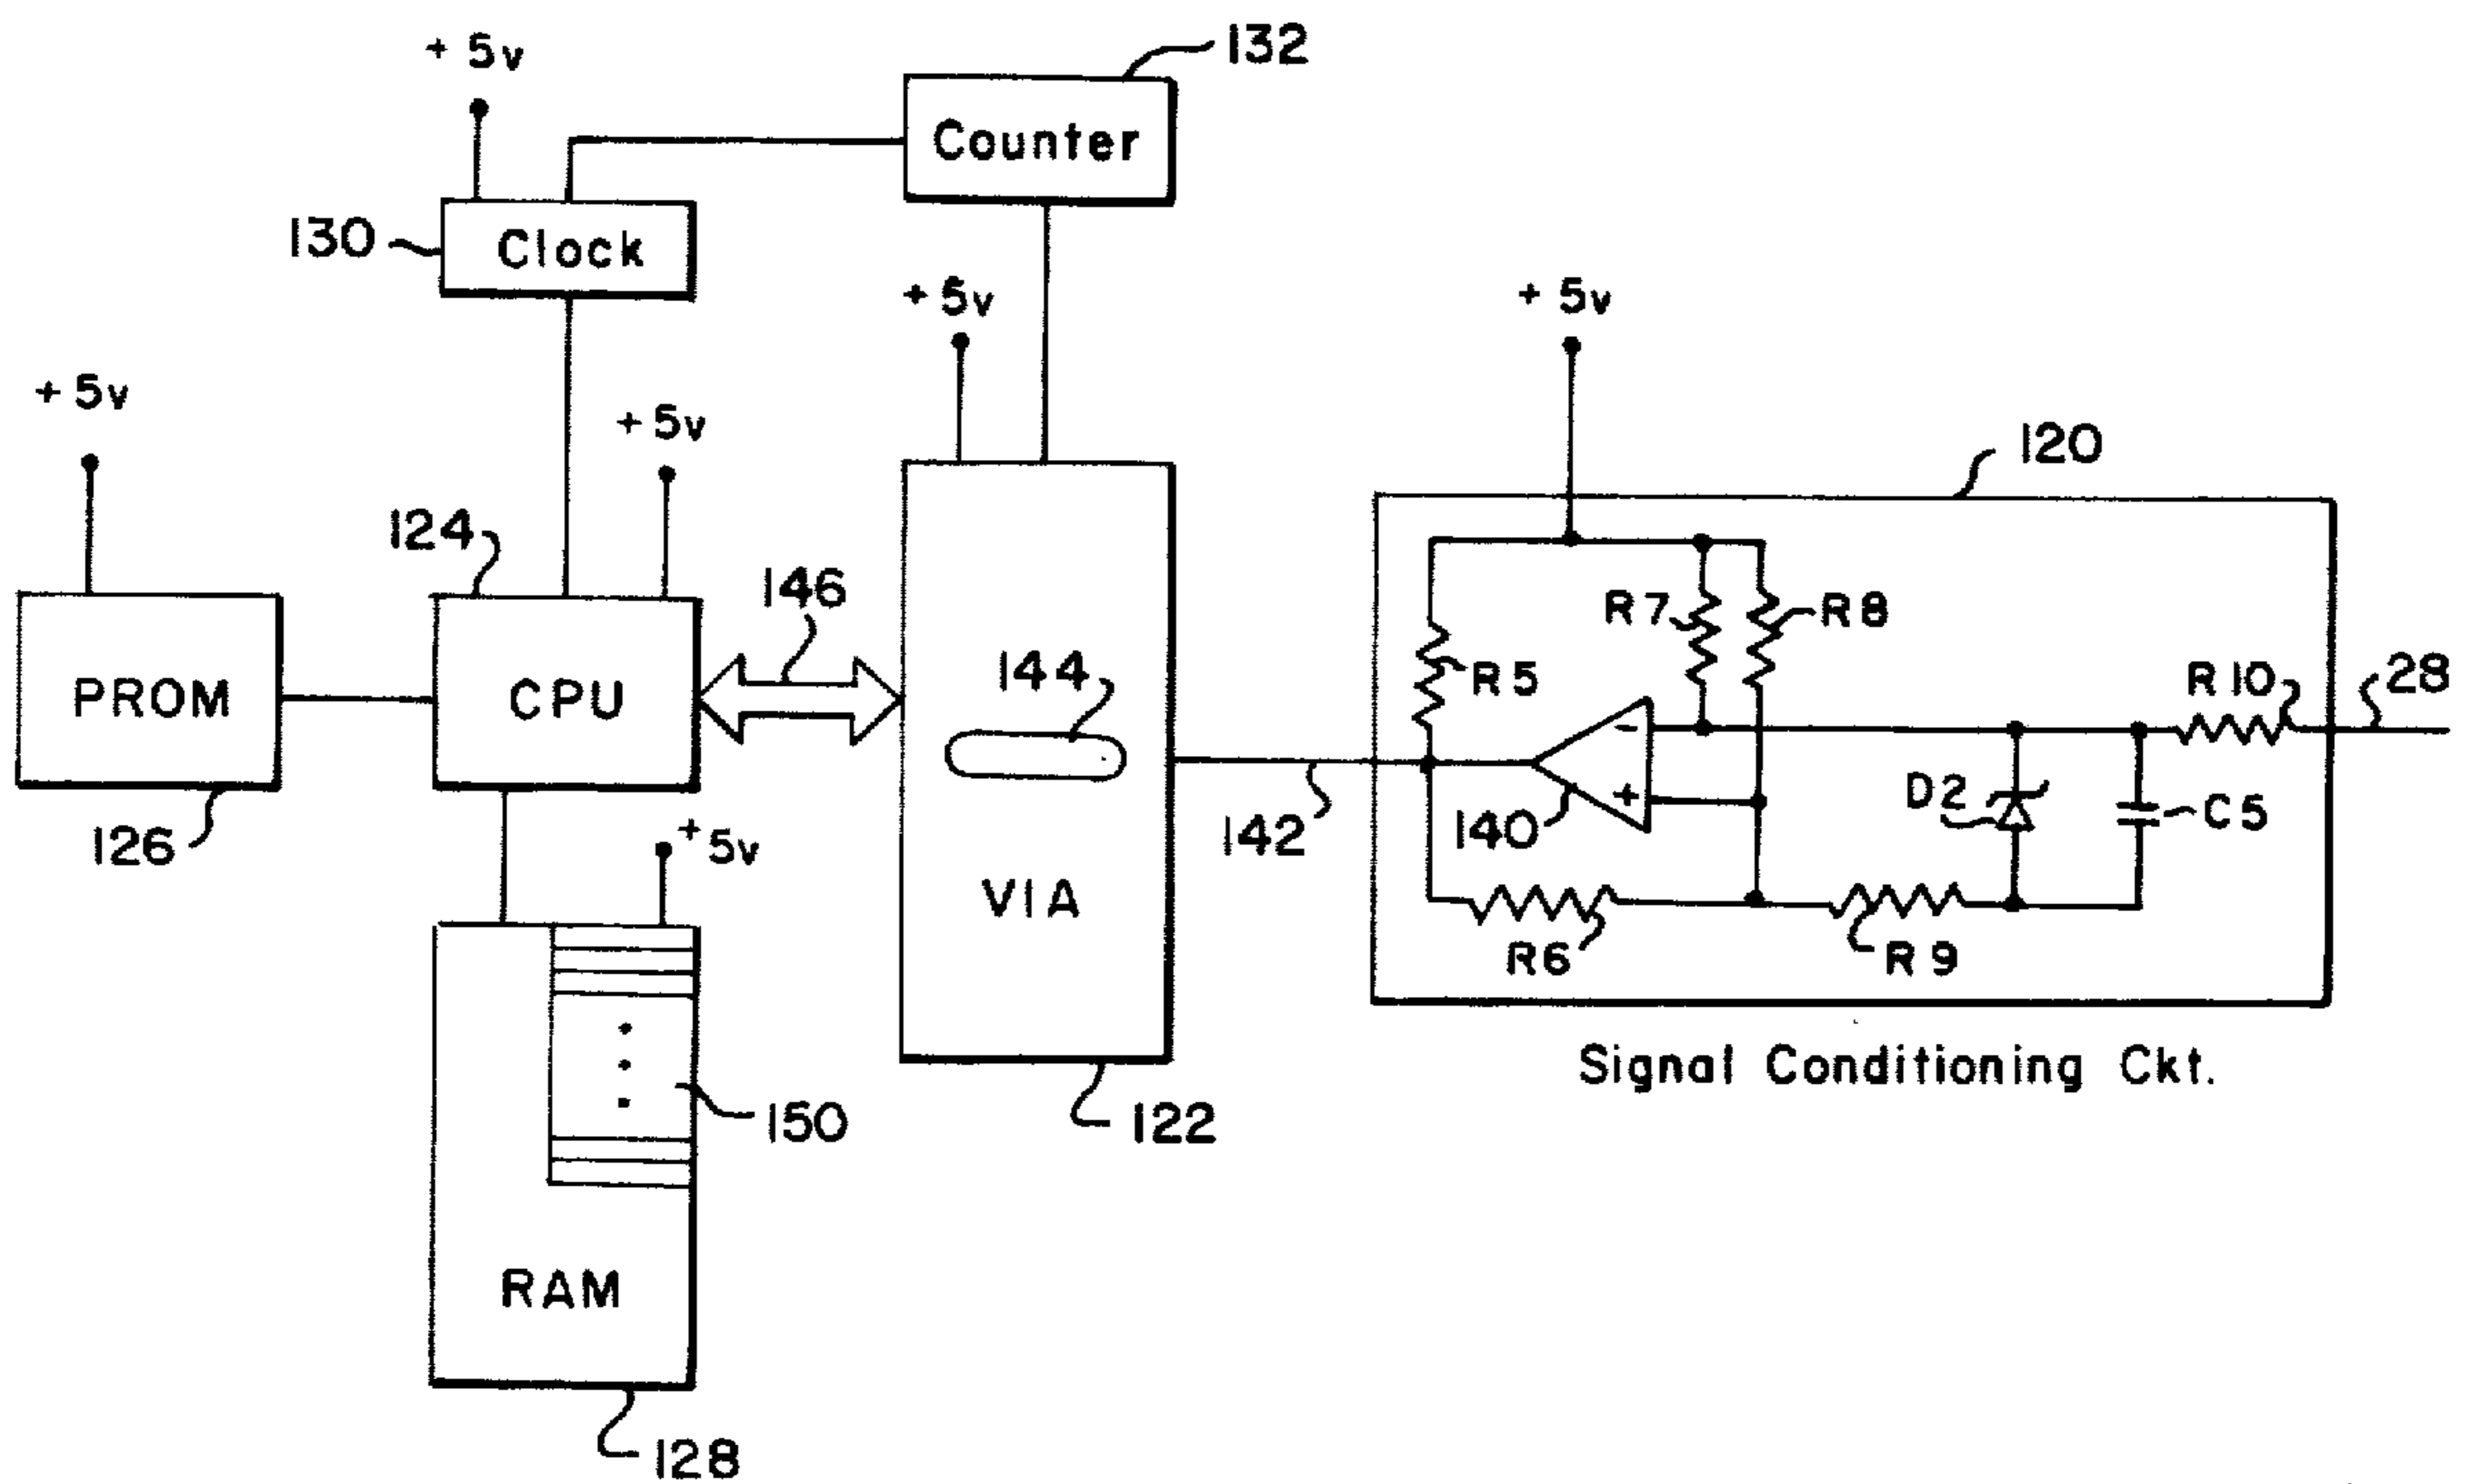 +5v
132
Counter
130
Clock
+5v
+5v
+5v
+5v
120
124
146
R7
R8
144
R5
R10
28
PROM
CPU
-
+
D2
C5
126
+5v
142
140
VIA
R6
R9
Signal Conditioning Ckt.
150
122
RAM
128